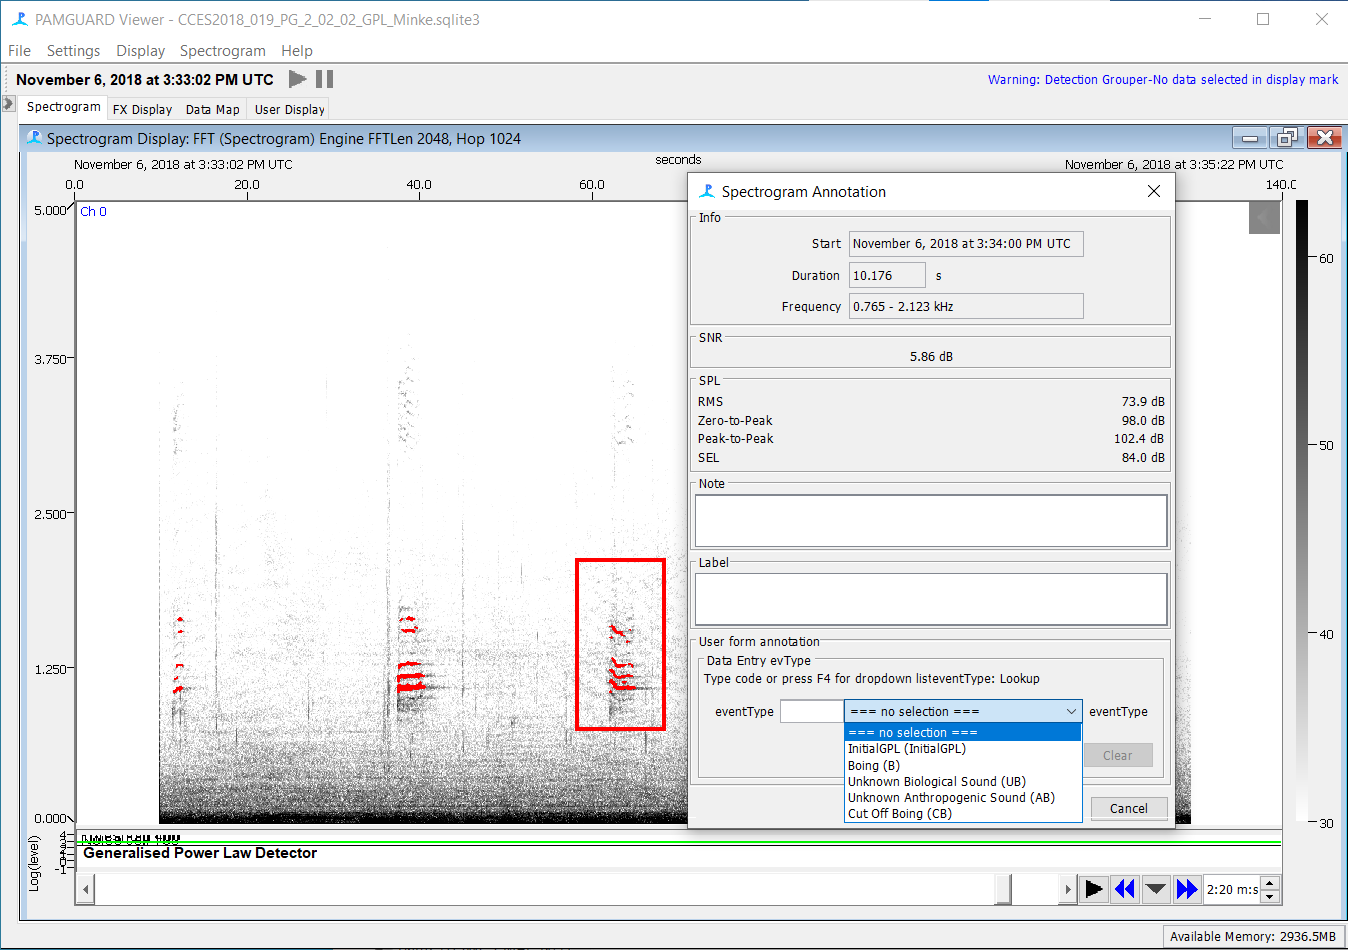 PAMGUARD Viewer - CCES2018_019_PG_2_02_02_GPL_Minke.sqlite3
File Settings Display Spectrogram Help
November 6, 2018 at 3:33:02 PM UTC
Warning: Detection Grouper-No data selected in display mark
Spectrogram FX Display Data Map User Display
Spectrogram Display: FFT (Spectrogram) Engine FFTLen 2048, Hop 1024
November 6, 2018 at 3:33:02 PM UTC
seconds
November 6, 2018 at 3:35:22 PM UTC
0.0 20.0 40.0 60.0 140.0
5.000
3.750
2.500
1.250
0.000
Ch 0
Spectrogram Annotation
Info
Start November 6, 2018 at 3:34:00 PM UTC
Duration 10.176 s
Frequency 0.765 - 2.123 kHz
SNR
5.86 dB
SPL
RMS 73.9 dB
Zero-to-Peak 98.0 dB
Peak-to-Peak 102.4 dB
SEL 84.0 dB
Note
Label
User form annotation
Data Entry evType
Type code or press F4 for dropdown listeventType: Lookup
eventType === no selection === eventType
=== no selection ===
InitialGPL (InitialGPL)
Boing (B)
Unknown Biological Sound (UB)
Unknown Anthropogenic Sound (AB)
Cut Off Boing (CB)
Clear
Cancel
60
50
40
30
Log(level)
4
-1
Generalised Power Law Detector
2:20 m:s
Available Memory: 2936.5MB